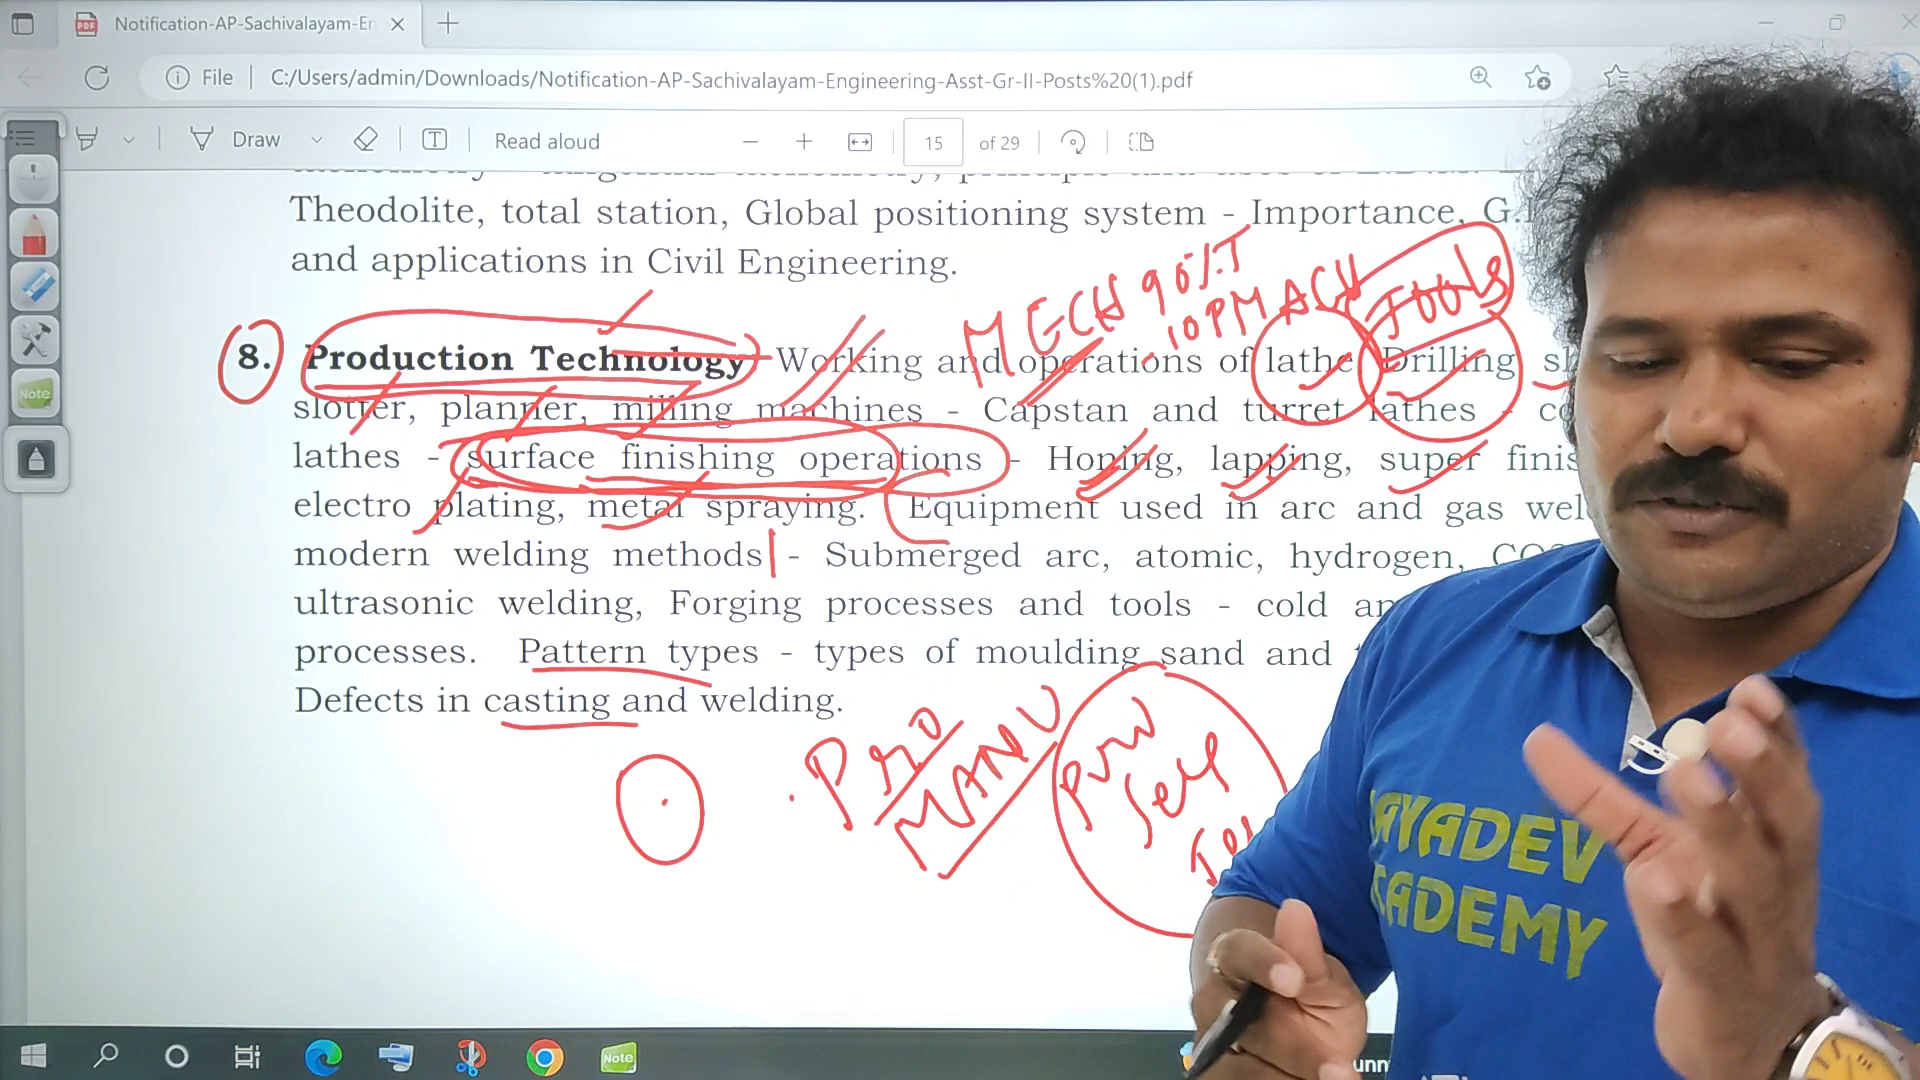 Notification-AP-Sachivalayam-En
File C:/Users/admin/Downloads/Notification-AP-Sachivalayam-Engineering-Asst-Gr-II-Posts%20(1).pdf
Draw Read aloud 15 of 29
Theodolite, total station, Global positioning system - Importance, G.
and applications in Civil Engineering.
MECH 90%T
10PM MACH TOOLS
8. Production Technology Working and operations of lathe Drilling
slotter, planner, milling machines - Capstan and turret lathes - co
lathes - surface finishing operations - Honing, lapping, super finis
electro plating, metal spraying. Equipment used in arc and gas wel
modern welding methods - Submerged arc, atomic, hydrogen, CO2
ultrasonic welding, Forging processes and tools - cold an
processes. Pattern types - types of moulding sand and
Defects in casting and welding.
PRO
MANU
Self
JAYADEV
ACADEMY
Note
Note